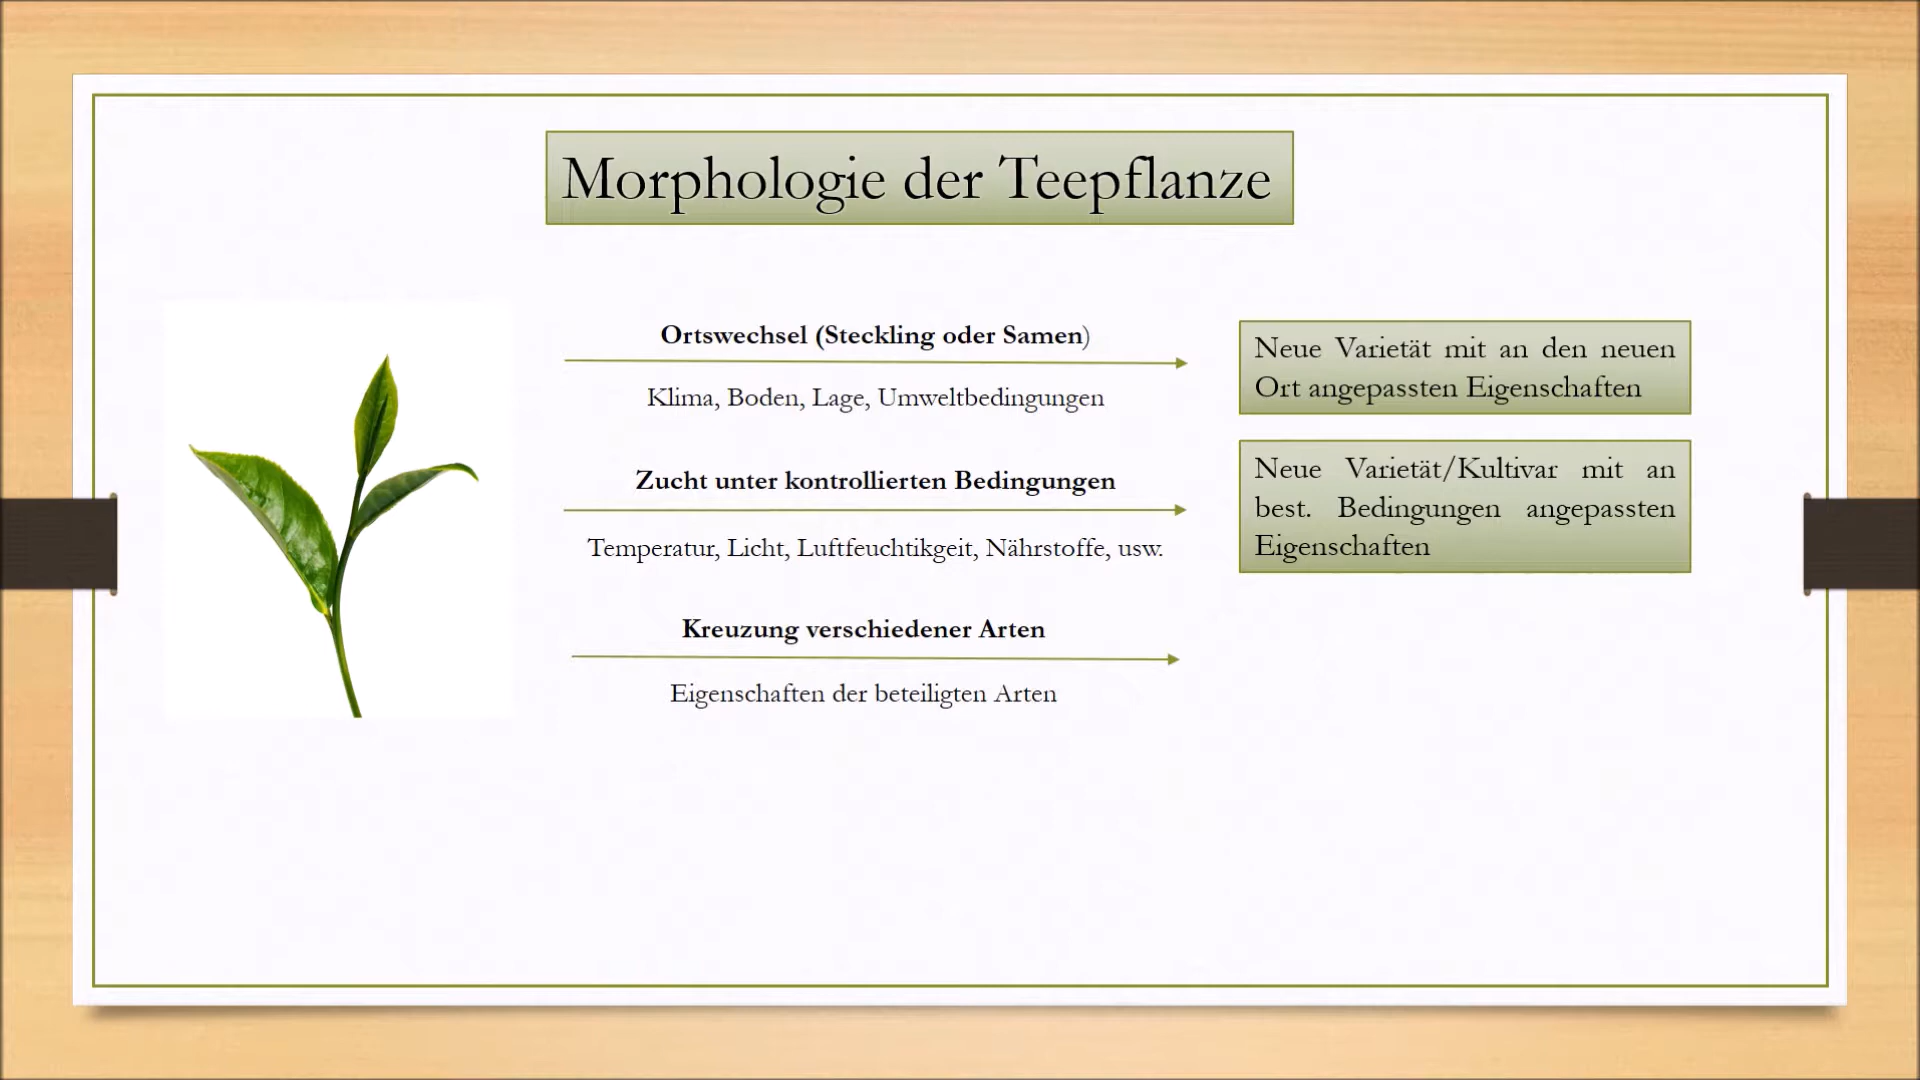 Morphologie der Teepflanze
Ortswechsel (Steckling oder Samen)
Klima, Boden, Lage, Umweltbedingungen
Neue Varietät mit an den neuen
Ort angepassten Eigenschaften
Zucht unter kontrollierten Bedingungen
Temperatur, Licht, Luftfeuchtikgeit, Nährstoffe, usw.
Neue Varietät/Kultivar mit an
best. Bedingungen angepassten
Eigenschaften
Kreuzung verschiedener Arten
Eigenschaften der beteiligten Arten